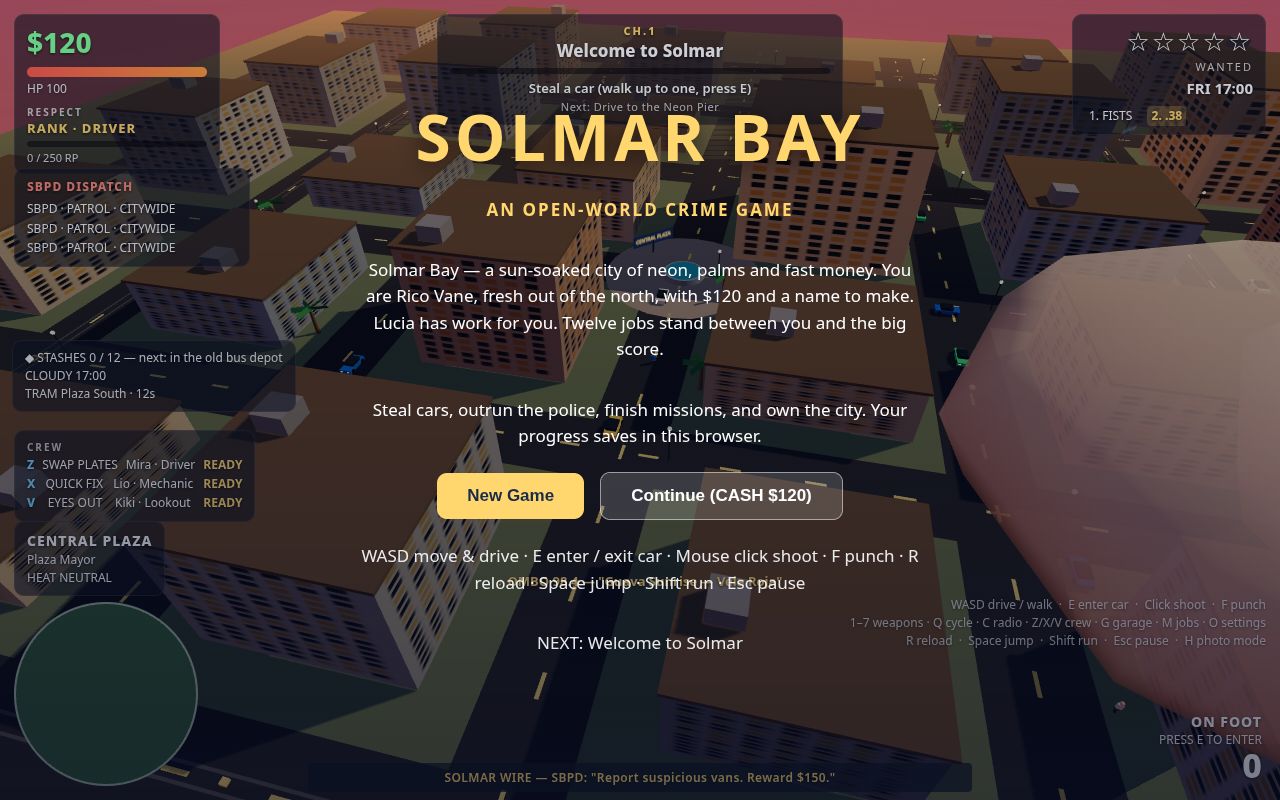 $120
HP 100
RESPECT
RANK · DRIVER
0 / 250 RP
SBPD DISPATCH
SBPD · PATROL · CITYWIDE
SBPD · PATROL · CITYWIDE
SBPD · PATROL · CITYWIDE
◆ STASHES 0 / 12 — next: in the old bus depot
CLOUDY 17:00
TRAM Plaza South · 12s
CREW
Z SWAP PLATES Mira · Driver READY
X QUICK FIX Lio · Mechanic READY
V EYES OUT Kiki · Lookout READY
CENTRAL PLAZA
Plaza Mayor
HEAT NEUTRAL
CH.1
Welcome to Solmar
Steal a car (walk up to one, press E)
Next: Drive to the Neon Pier
SOLMAR BAY
AN OPEN-WORLD CRIME GAME
CENTRAL PLAZA
Solmar Bay — a sun-soaked city of neon, palms and fast money. You
are Rico Vane, fresh out of the north, with $120 and a name to make.
Lucia has work for you. Twelve jobs stand between you and the big
score.
Steal cars, outrun the police, finish missions, and own the city. Your
progress saves in this browser.
New Game
Continue (CASH $120)
WASD move & drive · E enter / exit car · Mouse click shoot · F punch · R
reload · Space jump · Shift run · Esc pause
NEXT: Welcome to Solmar
☆☆☆☆☆
WANTED
FRI 17:00
1. FISTS 2. .38
WASD drive / walk · E enter car · Click shoot · F punch
1–7 weapons · Q cycle · C radio · Z/X/V crew · G garage · M jobs · O settings
R reload · Space jump · Shift run · Esc pause · H photo mode
ON FOOT
PRESS E TO ENTER
0
SOLMAR WIRE — SBPD: "Report suspicious vans. Reward $150."